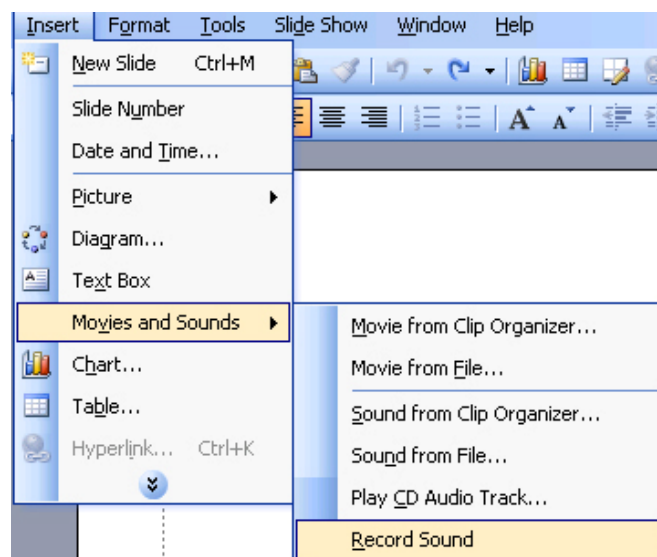 Insert Format Tools Slide Show Window Help
New Slide Ctrl+M
Slide Number
Date and Time...
Picture
Diagram...
Text Box
Movies and Sounds
Chart...
Table...
Hyperlink... Ctrl+K
Movie from Clip Organizer...
Movie from File...
Sound from Clip Organizer...
Sound from File...
Play CD Audio Track...
Record Sound